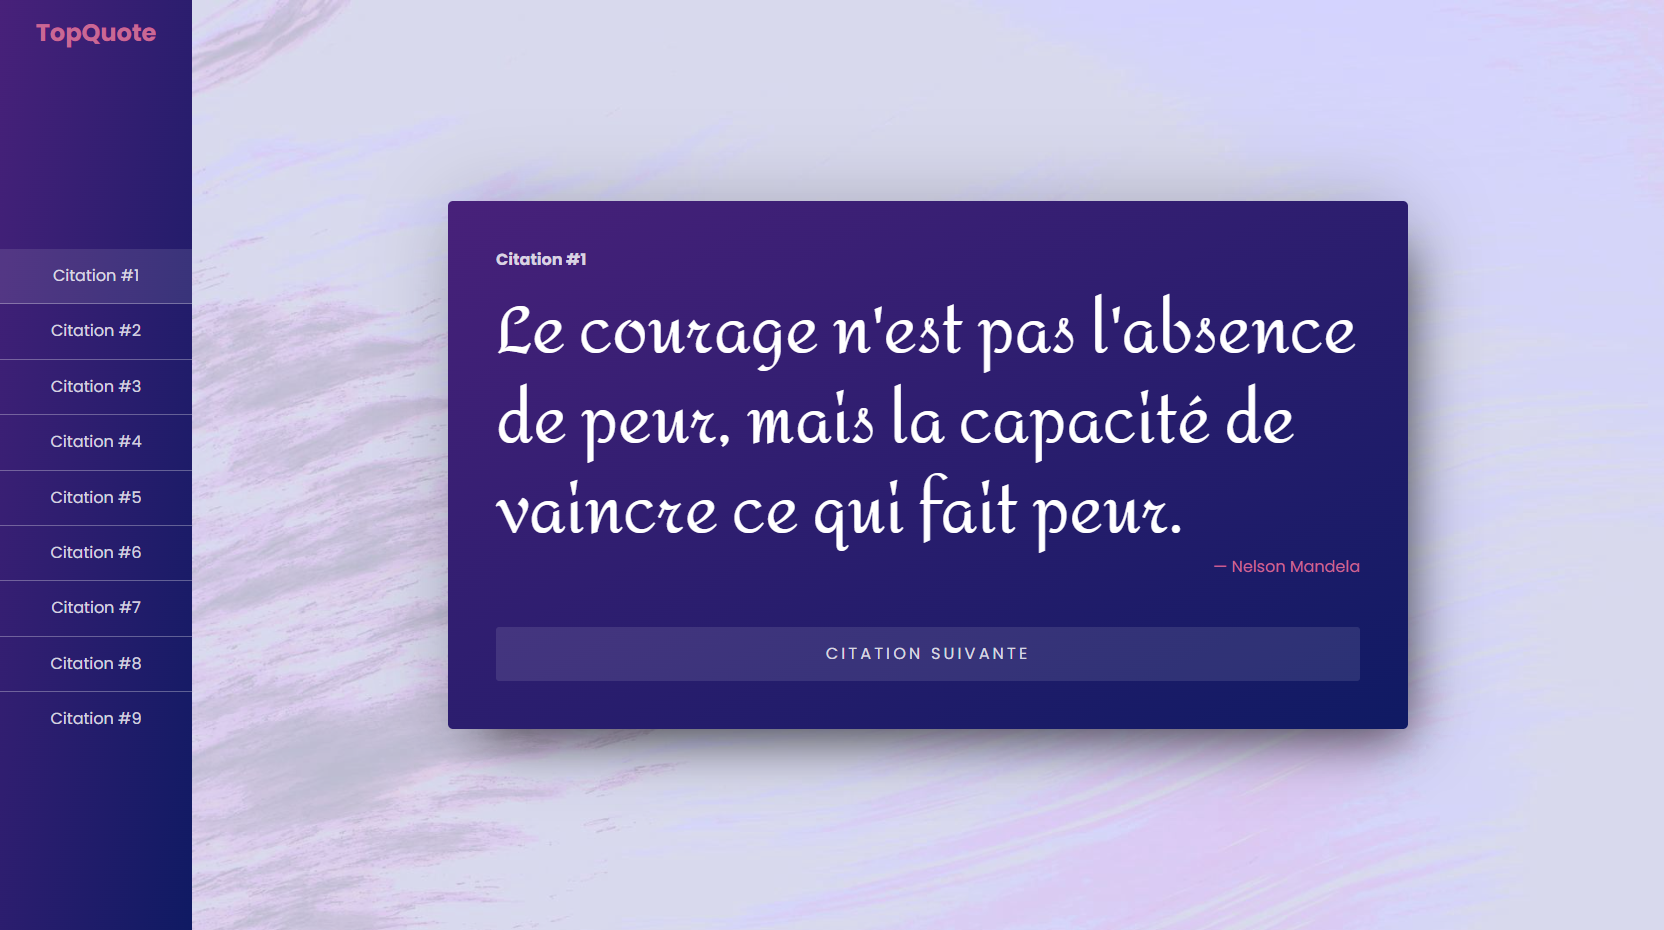 TopQuote
Citation #1
Citation #2
Citation #3
Citation #4
Citation #5
Citation #6
Citation #7
Citation #8
Citation #9
Citation #1
Le courage n'est pas l'absence
de peur, mais la capacité de
vaincre ce qui fait peur.
— Nelson Mandela
CITATION SUIVANTE